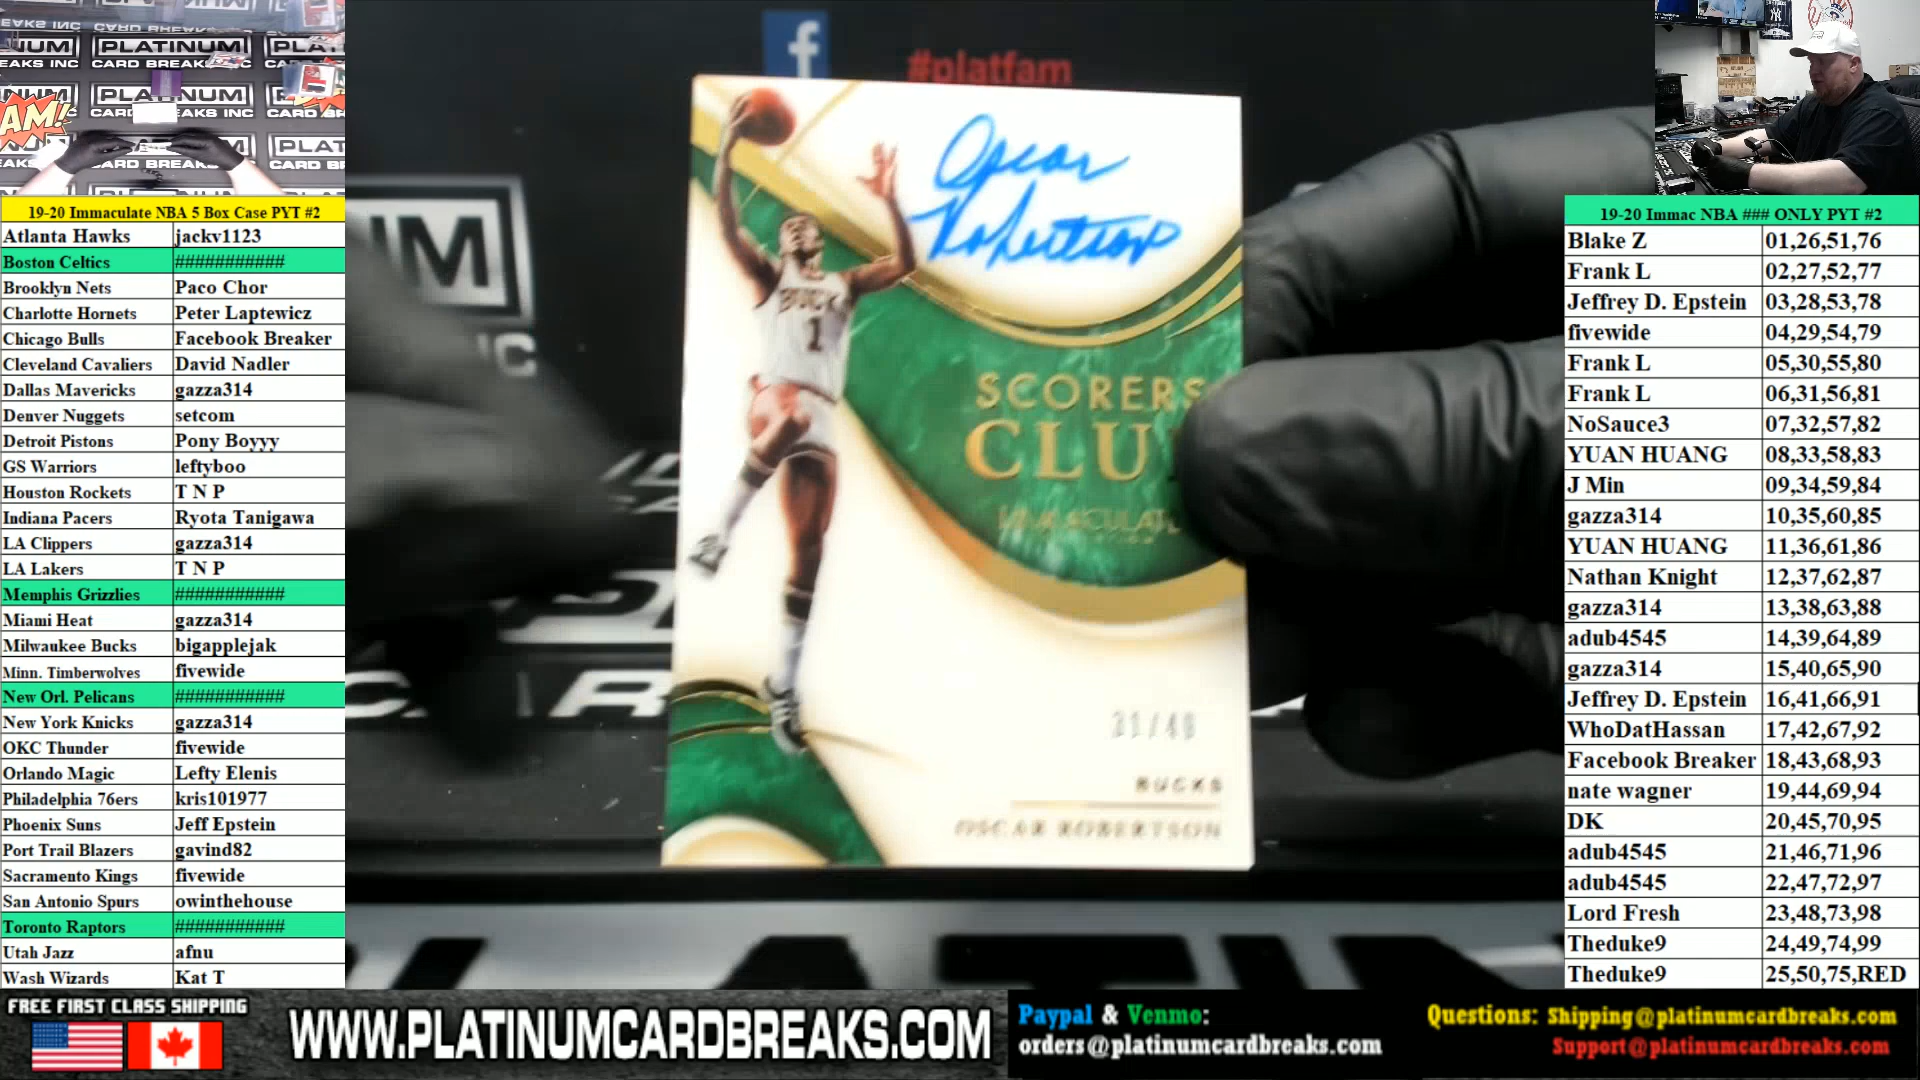 PLATINUM
CARD BREAKS INC
#platfam
Oscar
Robertson
BUCKS
1
SCORERS
CLU
IMMACULATE
31/49
BUCKS
OSCAR ROBERTSON
19-20 Immaculate NBA 5 Box Case PYT #2
Atlanta Hawks jackv1123
Boston Celtics ###########
Brooklyn Nets Paco Chor
Charlotte Hornets Peter Laptewicz
Chicago Bulls Facebook Breaker
Cleveland Cavaliers David Nadler
Dallas Mavericks gazza314
Denver Nuggets setcom
Detroit Pistons Pony Boyyy
GS Warriors leftyboo
Houston Rockets T N P
Indiana Pacers Ryota Tanigawa
LA Clippers gazza314
LA Lakers T N P
Memphis Grizzlies ###########
Miami Heat gazza314
Milwaukee Bucks bigapplejak
Minn. Timberwolves fivewide
New Orl. Pelicans ###########
New York Knicks gazza314
OKC Thunder fivewide
Orlando Magic Lefty Elenis
Philadelphia 76ers kris101977
Phoenix Suns Jeff Epstein
Port Trail Blazers gavind82
Sacramento Kings fivewide
San Antonio Spurs owinthehouse
Toronto Raptors ###########
Utah Jazz afnu
Wash Wizards Kat T
19-20 Immac NBA ### ONLY PYT #2
Blake Z 01,26,51,76
Frank L 02,27,52,77
Jeffrey D. Epstein 03,28,53,78
fivewide 04,29,54,79
Frank L 05,30,55,80
Frank L 06,31,56,81
NoSauce3 07,32,57,82
YUAN HUANG 08,33,58,83
J Min 09,34,59,84
gazza314 10,35,60,85
YUAN HUANG 11,36,61,86
Nathan Knight 12,37,62,87
gazza314 13,38,63,88
adub4545 14,39,64,89
gazza314 15,40,65,90
Jeffrey D. Epstein 16,41,66,91
WhoDatHassan 17,42,67,92
Facebook Breaker 18,43,68,93
nate wagner 19,44,69,94
DK 20,45,70,95
adub4545 21,46,71,96
adub4545 22,47,72,97
Lord Fresh 23,48,73,98
Theduke9 24,49,74,99
Theduke9 25,50,75,RED
FREE FIRST CLASS SHIPPING
WWW.PLATINUMCARDBREAKS.COM
Paypal & Venmo:
orders@platinumcardbreaks.com
Questions: Shipping@platinumcardbreaks.com
Support@platinumcardbreaks.com